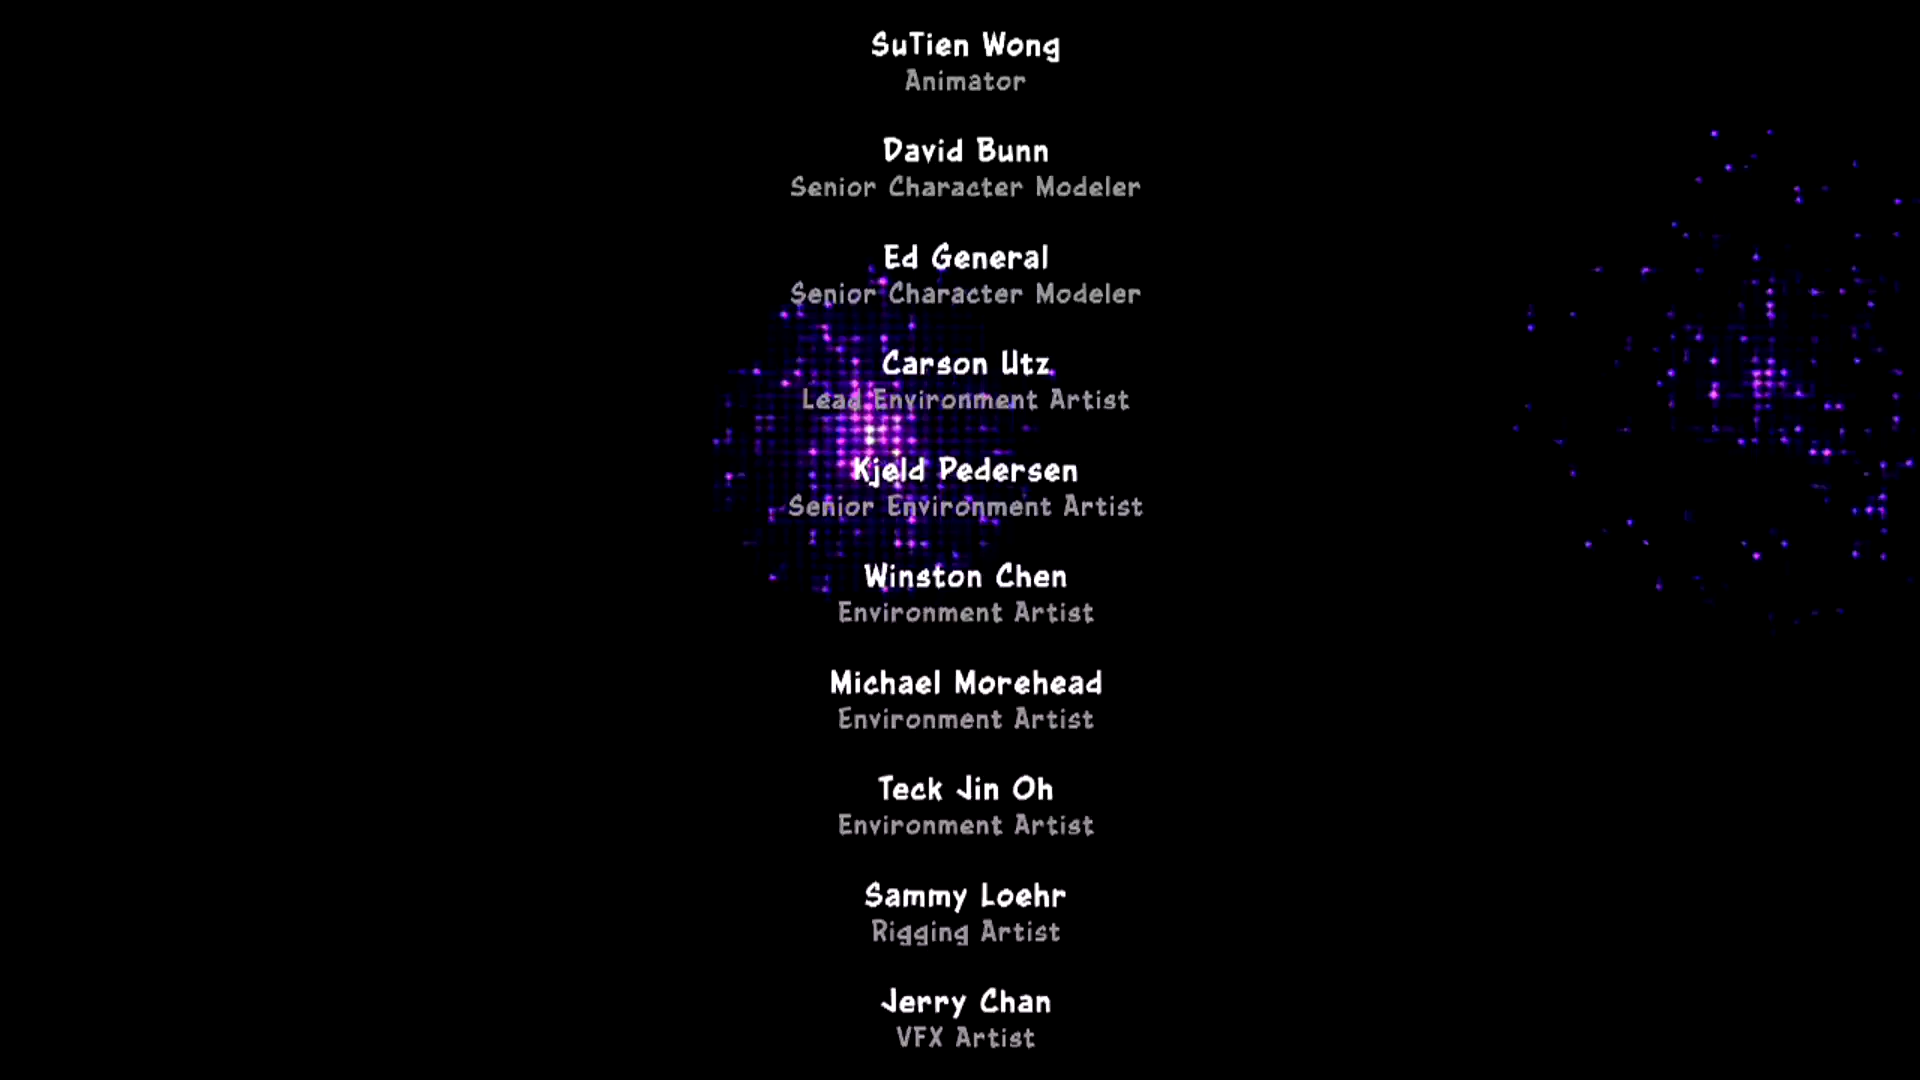 SuTien Wong
Animator
David Bunn
Senior Character Modeler
Ed General
Senior Character Modeler
Carson Utz
Lead Environment Artist
Kjeld Pedersen
Senior Environment Artist
Winston Chen
Environment Artist
Michael Morehead
Environment Artist
Teck Jin Oh
Environment Artist
Sammy Loehr
Rigging Artist
Jerry Chan
VFX Artist